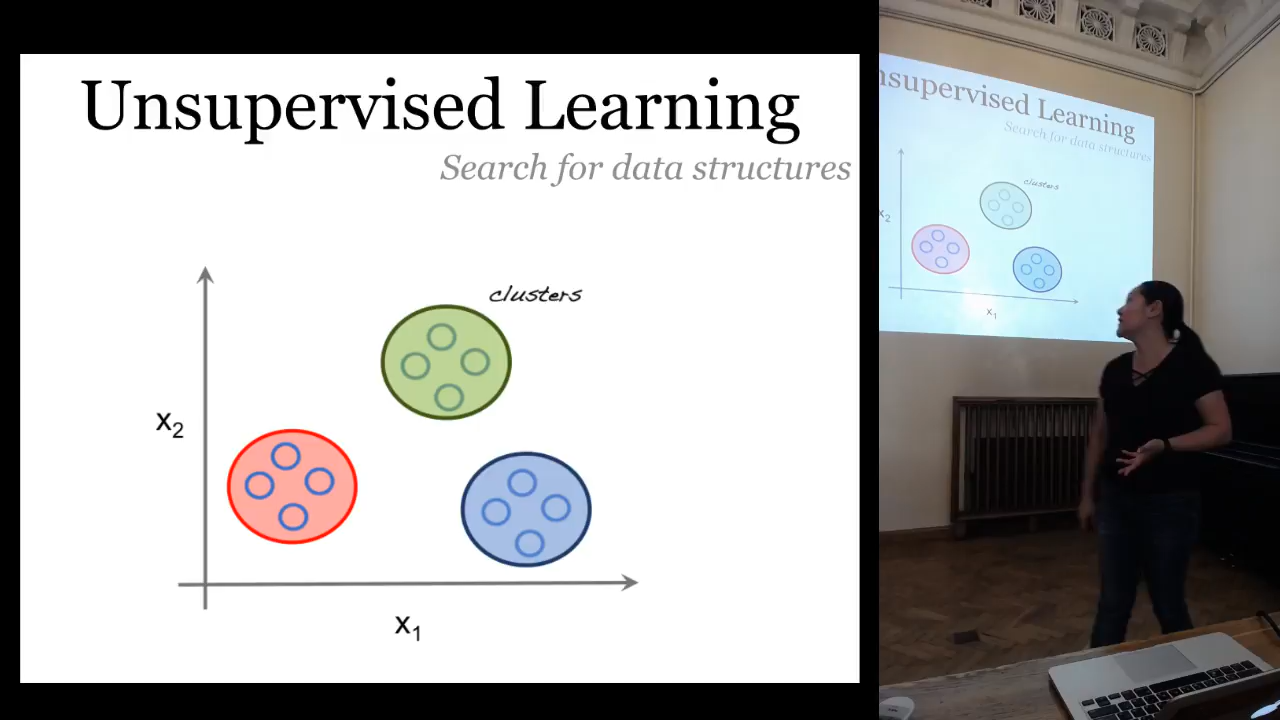 Unsupervised Learning
Search for data structures
clusters
x2
x1
nsupervised Learning
Search for data structures
clusters
x2
x1